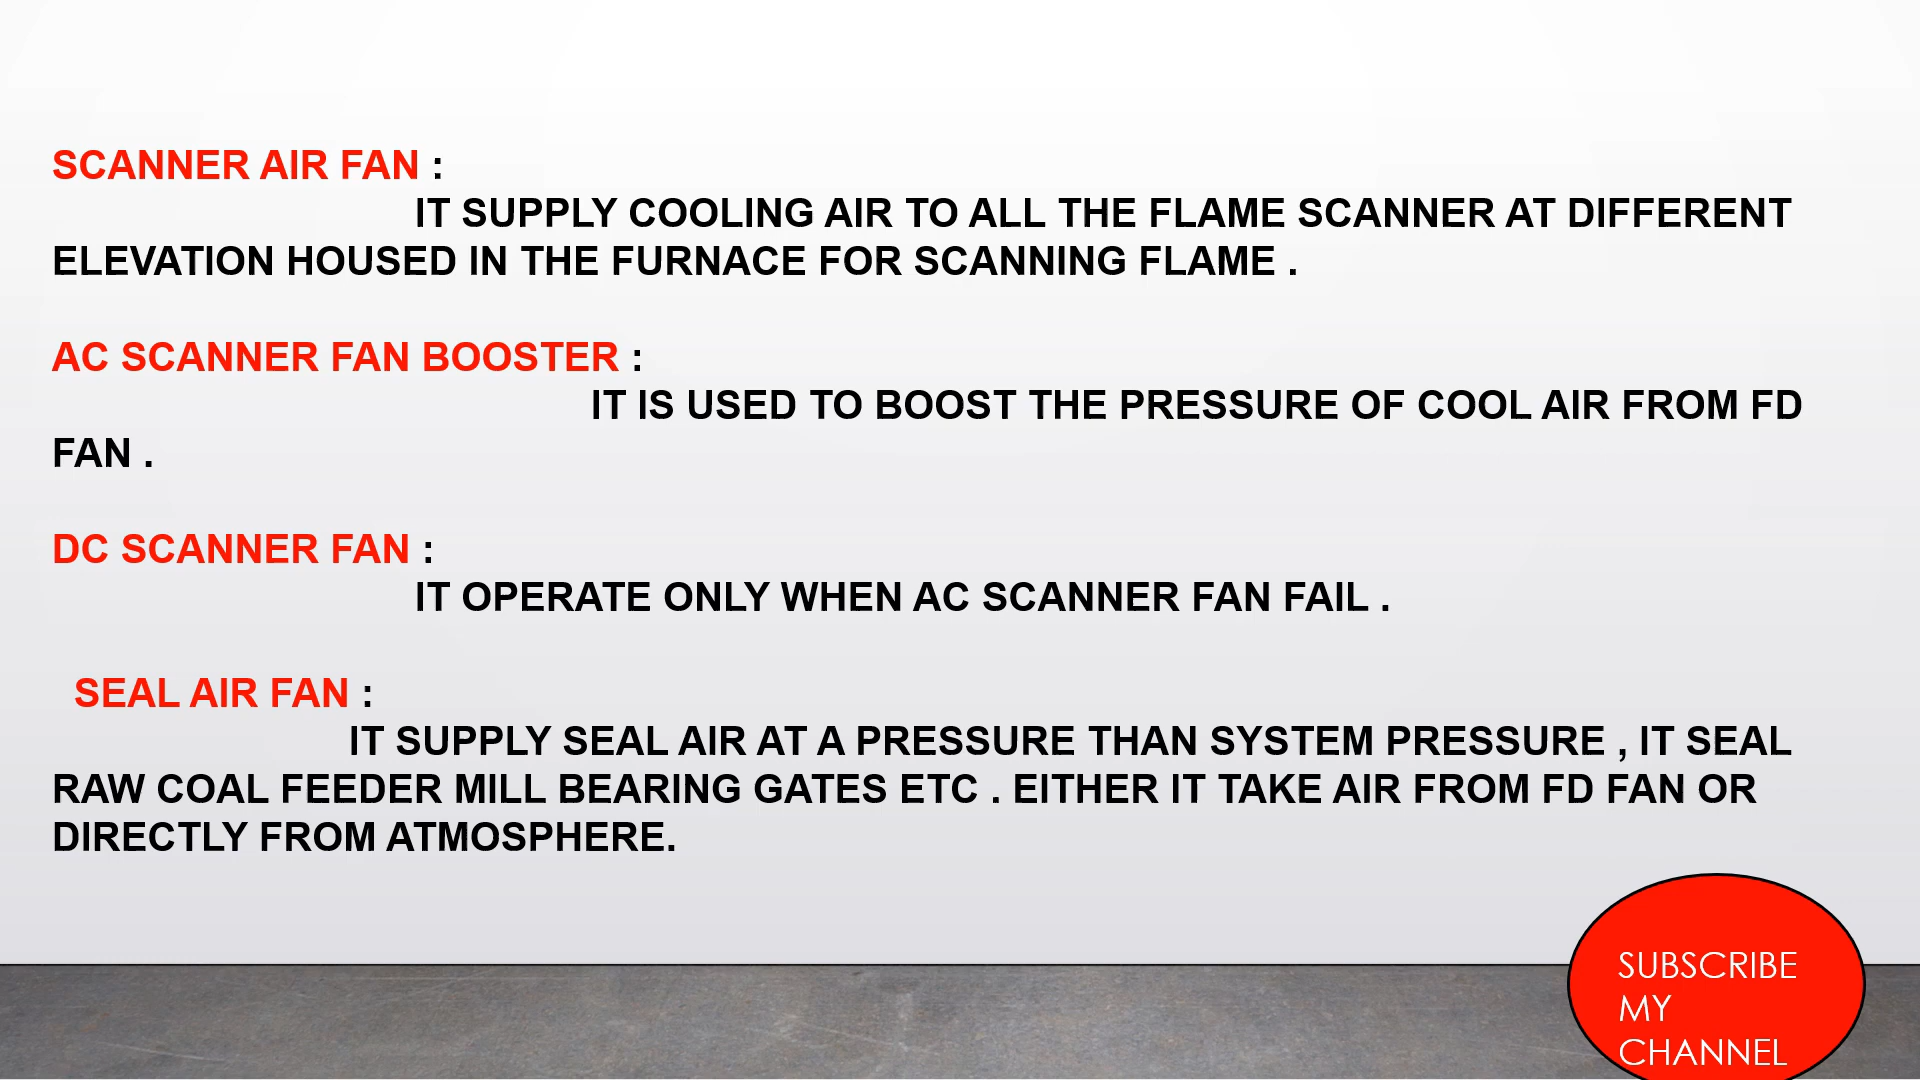 SCANNER AIR FAN :
IT SUPPLY COOLING AIR TO ALL THE FLAME SCANNER AT DIFFERENT
ELEVATION HOUSED IN THE FURNACE FOR SCANNING FLAME .
AC SCANNER FAN BOOSTER :
IT IS USED TO BOOST THE PRESSURE OF COOL AIR FROM FD
FAN .
DC SCANNER FAN :
IT OPERATE ONLY WHEN AC SCANNER FAN FAIL .
SEAL AIR FAN :
IT SUPPLY SEAL AIR AT A PRESSURE THAN SYSTEM PRESSURE , IT SEAL
RAW COAL FEEDER MILL BEARING GATES ETC . EITHER IT TAKE AIR FROM FD FAN OR
DIRECTLY FROM ATMOSPHERE.
SUBSCRIBE
MY
CHANNEL